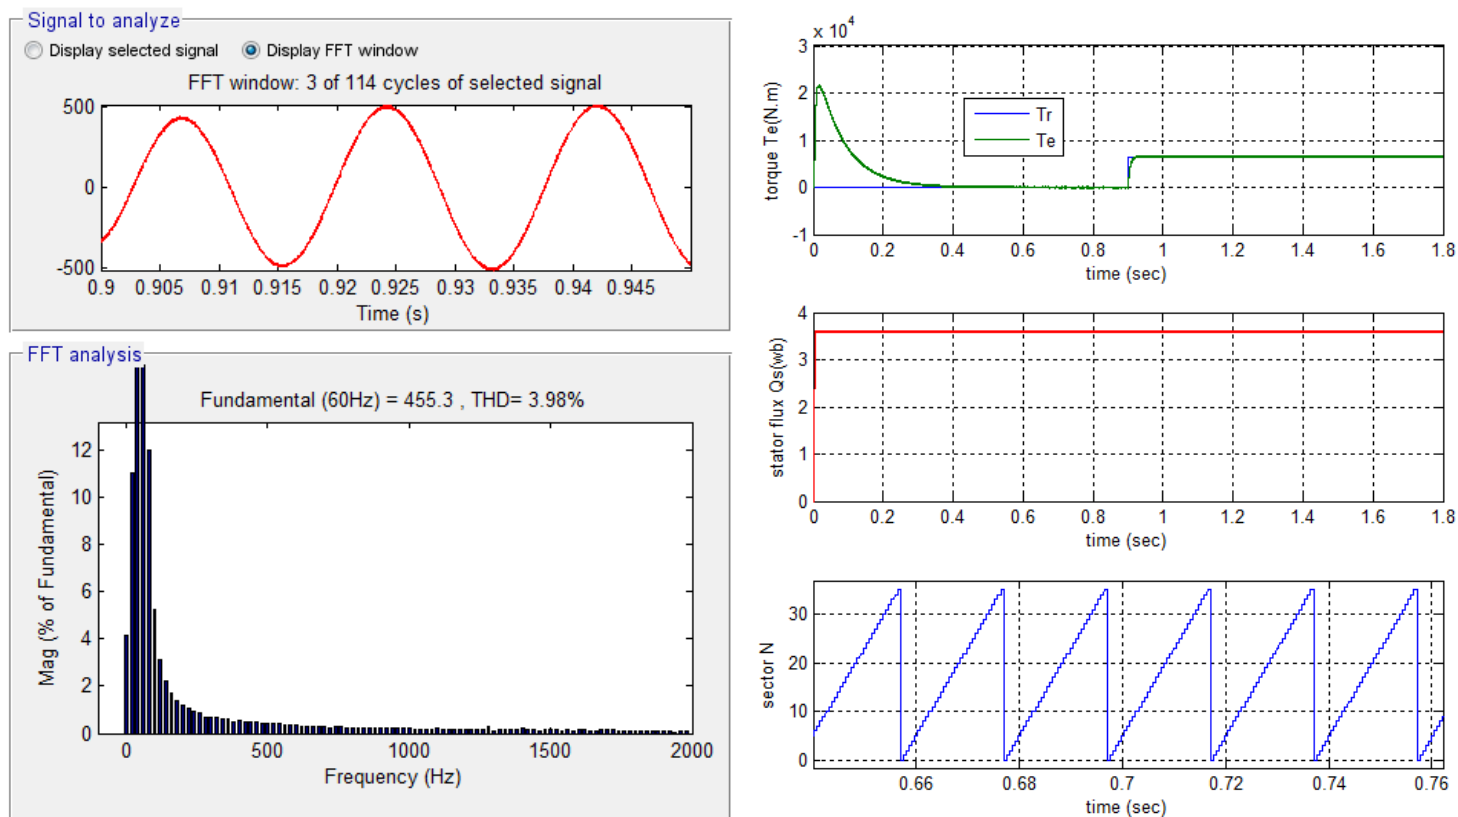 Signal to analyze
Display selected signal Display FFT window
FFT window: 3 of 114 cycles of selected signal
500
0
-500
0.9 0.905 0.91 0.915 0.92 0.925 0.93 0.935 0.94 0.945
Time (s)
FFT analysis
Fundamental (60Hz) = 455.3 , THD= 3.98%
Mag (% of Fundamental)
12
10
8
6
4
2
0
0 500 1000 1500 2000
Frequency (Hz)
x 10^4
torque Te(N.m)
3
2
1
0
-1
Tr
Te
0 0.2 0.4 0.6 0.8 1 1.2 1.4 1.6 1.8
time (sec)
stator flux Qs(wb)
4
3
2
1
0
0 0.2 0.4 0.6 0.8 1 1.2 1.4 1.6 1.8
time (sec)
sector N
30
20
10
0
0.66 0.68 0.7 0.72 0.74 0.76
time (sec)